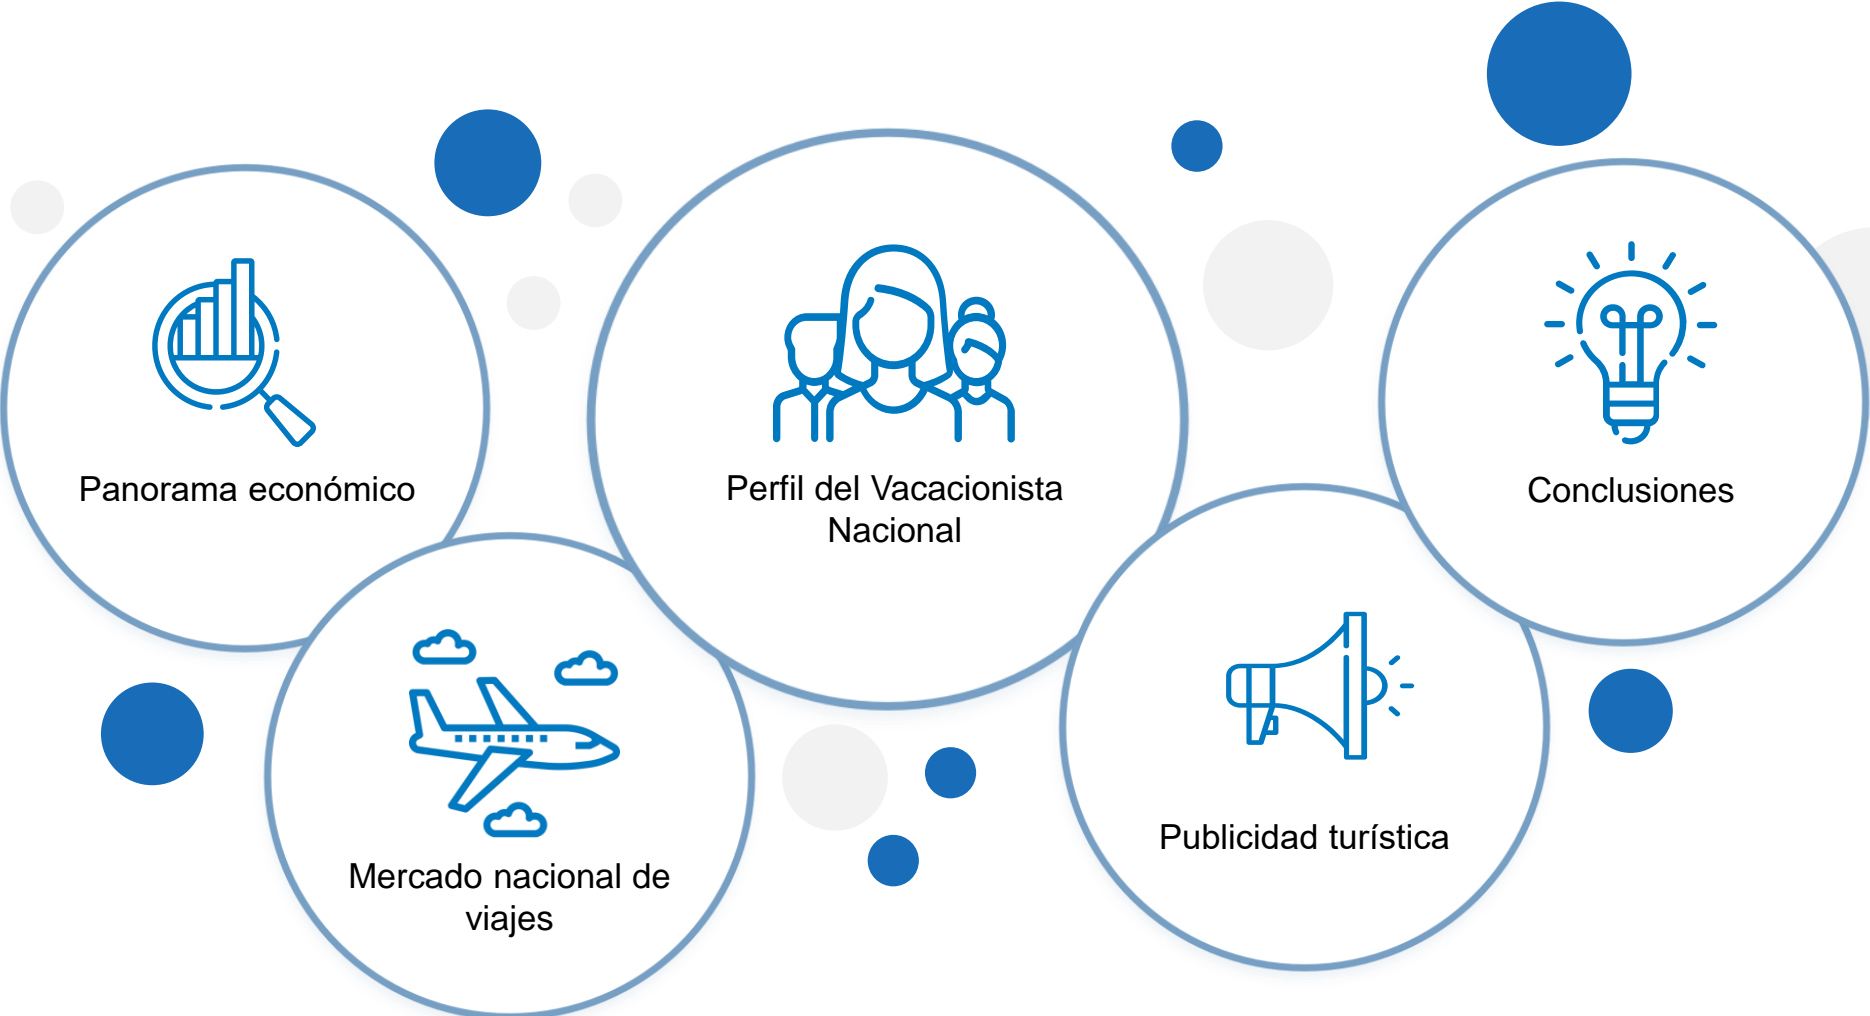 Panorama económico
Mercado nacional de
viajes
Perfil del Vacacionista
Nacional
Publicidad turística
Conclusiones